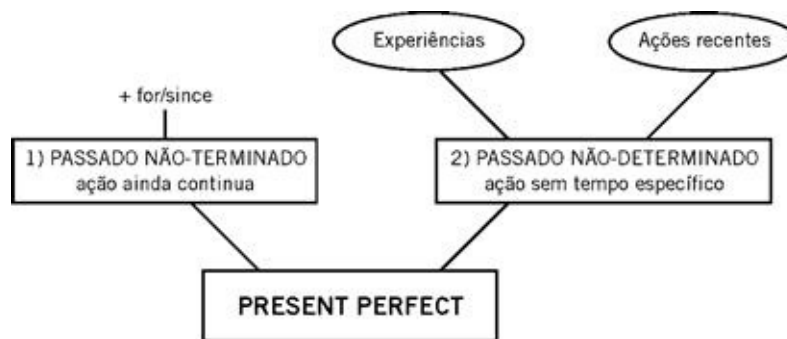 Experiências
Ações recentes
+ for/since
1) PASSADO NÃO-TERMINADO
ação ainda continua
2) PASSADO NÃO-DETERMINADO
ação sem tempo específico
PRESENT PERFECT